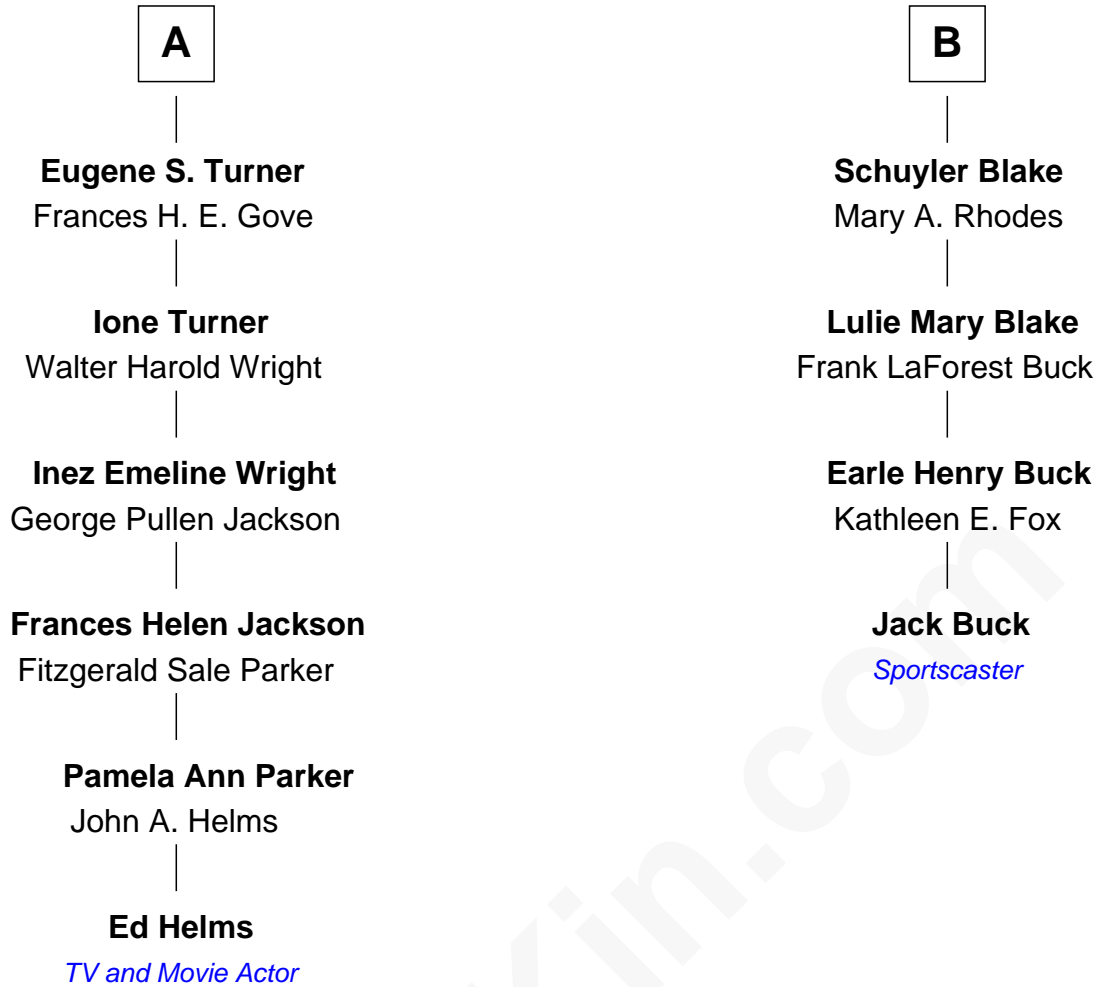 A
Eugene S. Turner
Frances H. E. Gove
Ione Turner
Walter Harold Wright
Inez Emeline Wright
George Pullen Jackson
Frances Helen Jackson
Fitzgerald Sale Parker
Pamela Ann Parker
John A. Helms
Ed Helms
TV and Movie Actor
B
Schuyler Blake
Mary A. Rhodes
Lulie Mary Blake
Frank LaForest Buck
Earle Henry Buck
Kathleen E. Fox
Jack Buck
Sportscaster